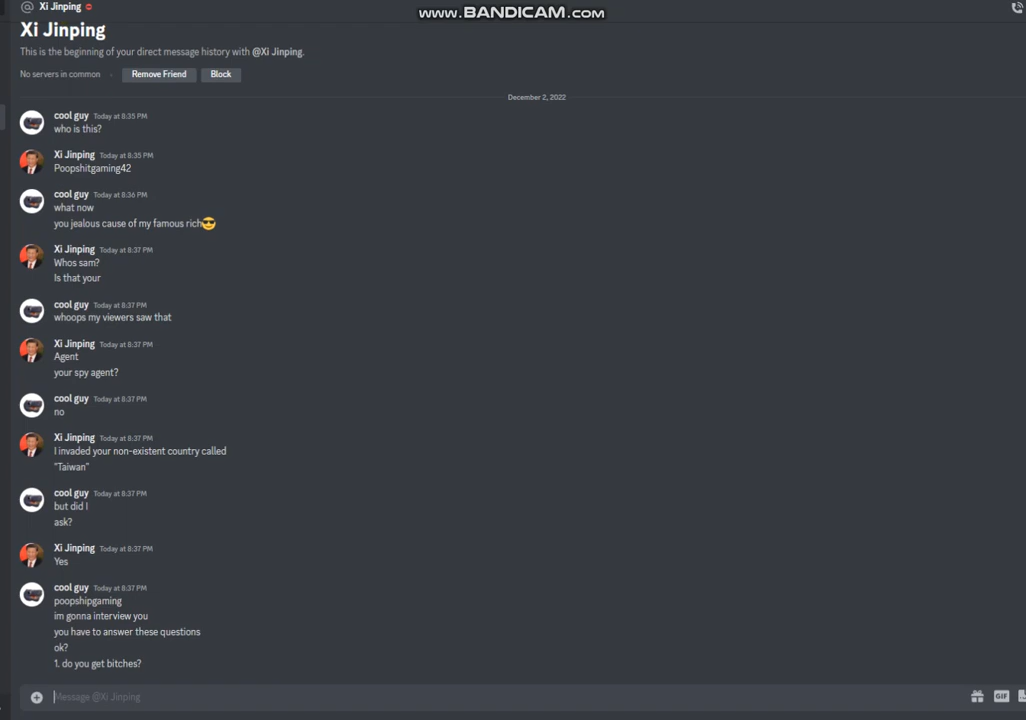 Xi Jinping
www.BANDICAM.com
Xi Jinping
This is the beginning of your direct message history with @Xi Jinping.
No servers in common Remove Friend Block
December 2, 2022
cool guy Today at 8:35 PM
who is this?
Xi Jinping Today at 8:35 PM
Poopshitgaming42
cool guy Today at 8:36 PM
what now
you jealous cause of my famous rich😎
Xi Jinping Today at 8:37 PM
Whos sam?
Is that your
cool guy Today at 8:37 PM
whoops my viewers saw that
Xi Jinping Today at 8:37 PM
Agent
your spy agent?
cool guy Today at 8:37 PM
no
Xi Jinping Today at 8:37 PM
I invaded your non-existent country called
"Taiwan"
cool guy Today at 8:37 PM
but did I
ask?
Xi Jinping Today at 8:37 PM
Yes
cool guy Today at 8:37 PM
poopshipgaming
im gonna interview you
you have to answer these questions
ok?
1. do you get bitches?
Message @Xi Jinping
GIF